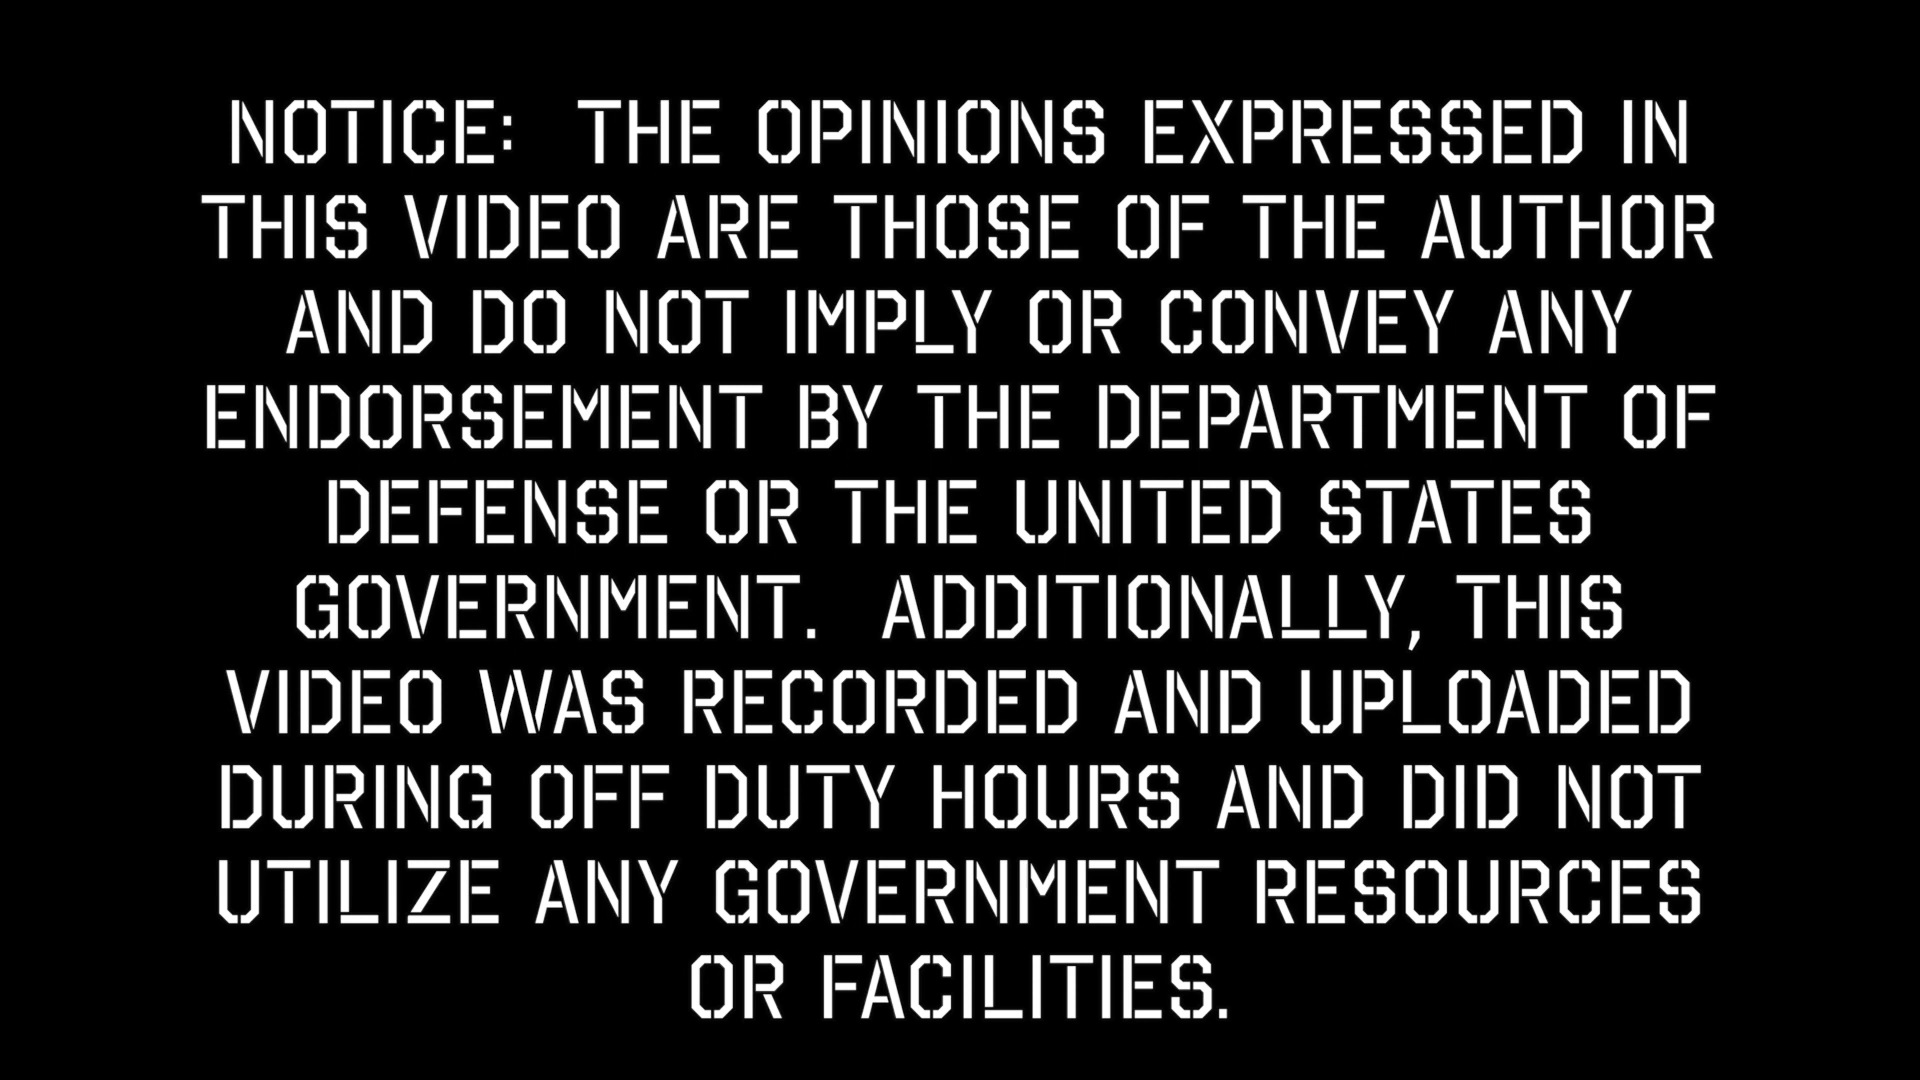 NOTICE:  THE OPINIONS EXPRESSED IN
THIS VIDEO ARE THOSE OF THE AUTHOR
AND DO NOT IMPLY OR CONVEY ANY
ENDORSEMENT BY THE DEPARTMENT OF
DEFENSE OR THE UNITED STATES
GOVERNMENT.  ADDITIONALLY, THIS
VIDEO WAS RECORDED AND UPLOADED
DURING OFF DUTY HOURS AND DID NOT
UTILIZE ANY GOVERNMENT RESOURCES
OR FACILITIES.